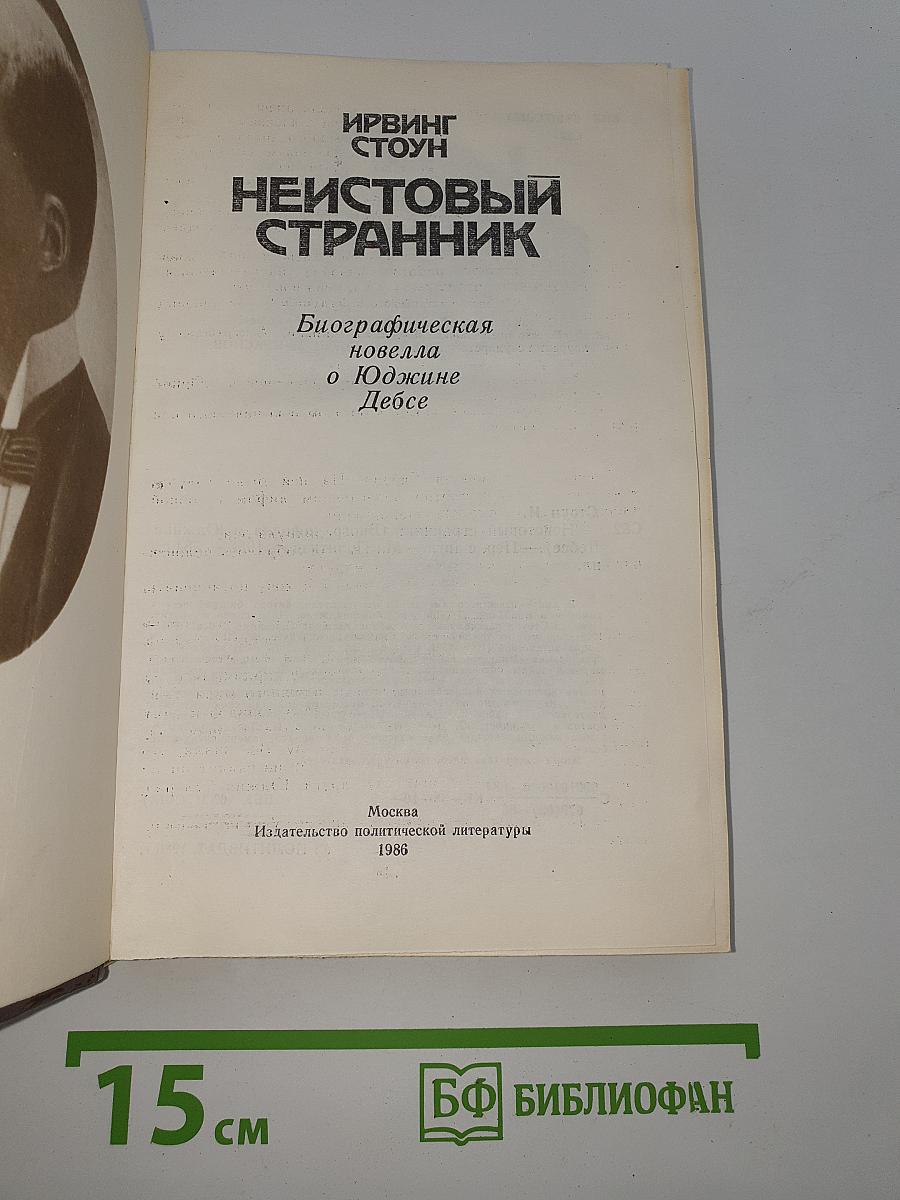 ИРВИНГ
СТОУН
НЕИСТОВЫЙ
СТРАННИК
Биографическая
новелла
о Юджине
Дебсе
Москва
Издательство политической литературы
1986
15 см
БФ БИБЛИОФАН